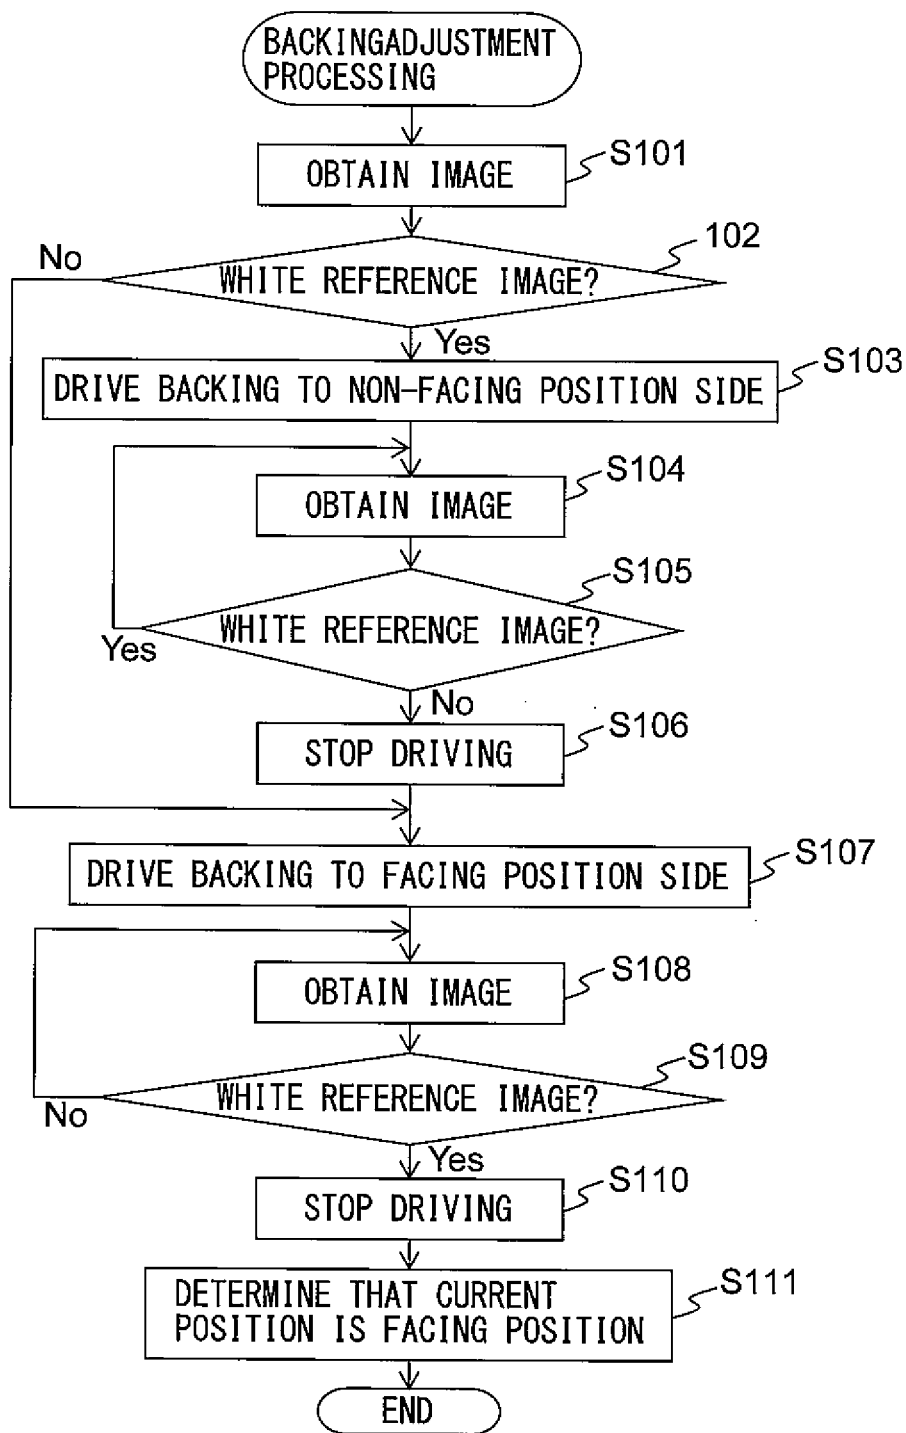 BACKINGADJUSTMENT
PROCESSING
S101
OBTAIN IMAGE
102
No
WHITE REFERENCE IMAGE?
Yes
S103
DRIVE BACKING TO NON-FACING POSITION SIDE
S104
OBTAIN IMAGE
S105
WHITE REFERENCE IMAGE?
Yes
No
S106
STOP DRIVING
S107
DRIVE BACKING TO FACING POSITION SIDE
S108
OBTAIN IMAGE
S109
WHITE REFERENCE IMAGE?
No
Yes
S110
STOP DRIVING
S111
DETERMINE THAT CURRENT
POSITION IS FACING POSITION
END